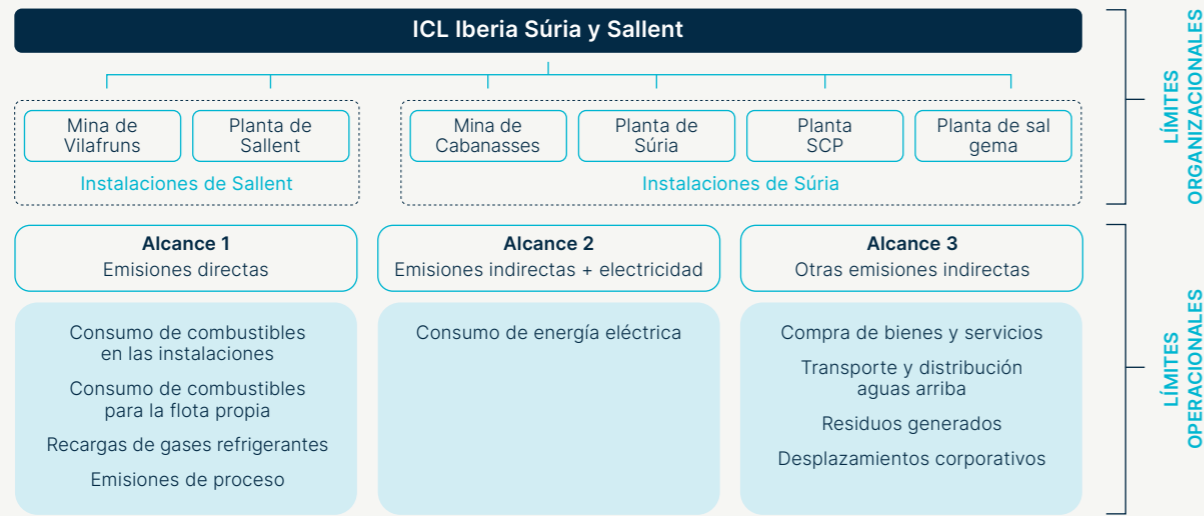 ICL Iberia Súria y Sallent
Mina de
Vilafruns
Planta de
Sallent
Instalaciones de Sallent
Mina de
Cabanasses
Planta de
Súria
Planta
SCP
Planta de sal
gema
Instalaciones de Súria
LÍMITES
ORGANIZACIONALES
Alcance 1
Emisiones directas
Consumo de combustibles
en las instalaciones
Consumo de combustibles
para la flota propia
Recargas de gases refrigerantes
Emisiones de proceso
Alcance 2
Emisiones indirectas + electricidad
Consumo de energía eléctrica
Alcance 3
Otras emisiones indirectas
Compra de bienes y servicios
Transporte y distribución
aguas arriba
Residuos generados
Desplazamientos corporativos
LÍMITES
OPERACIONALES